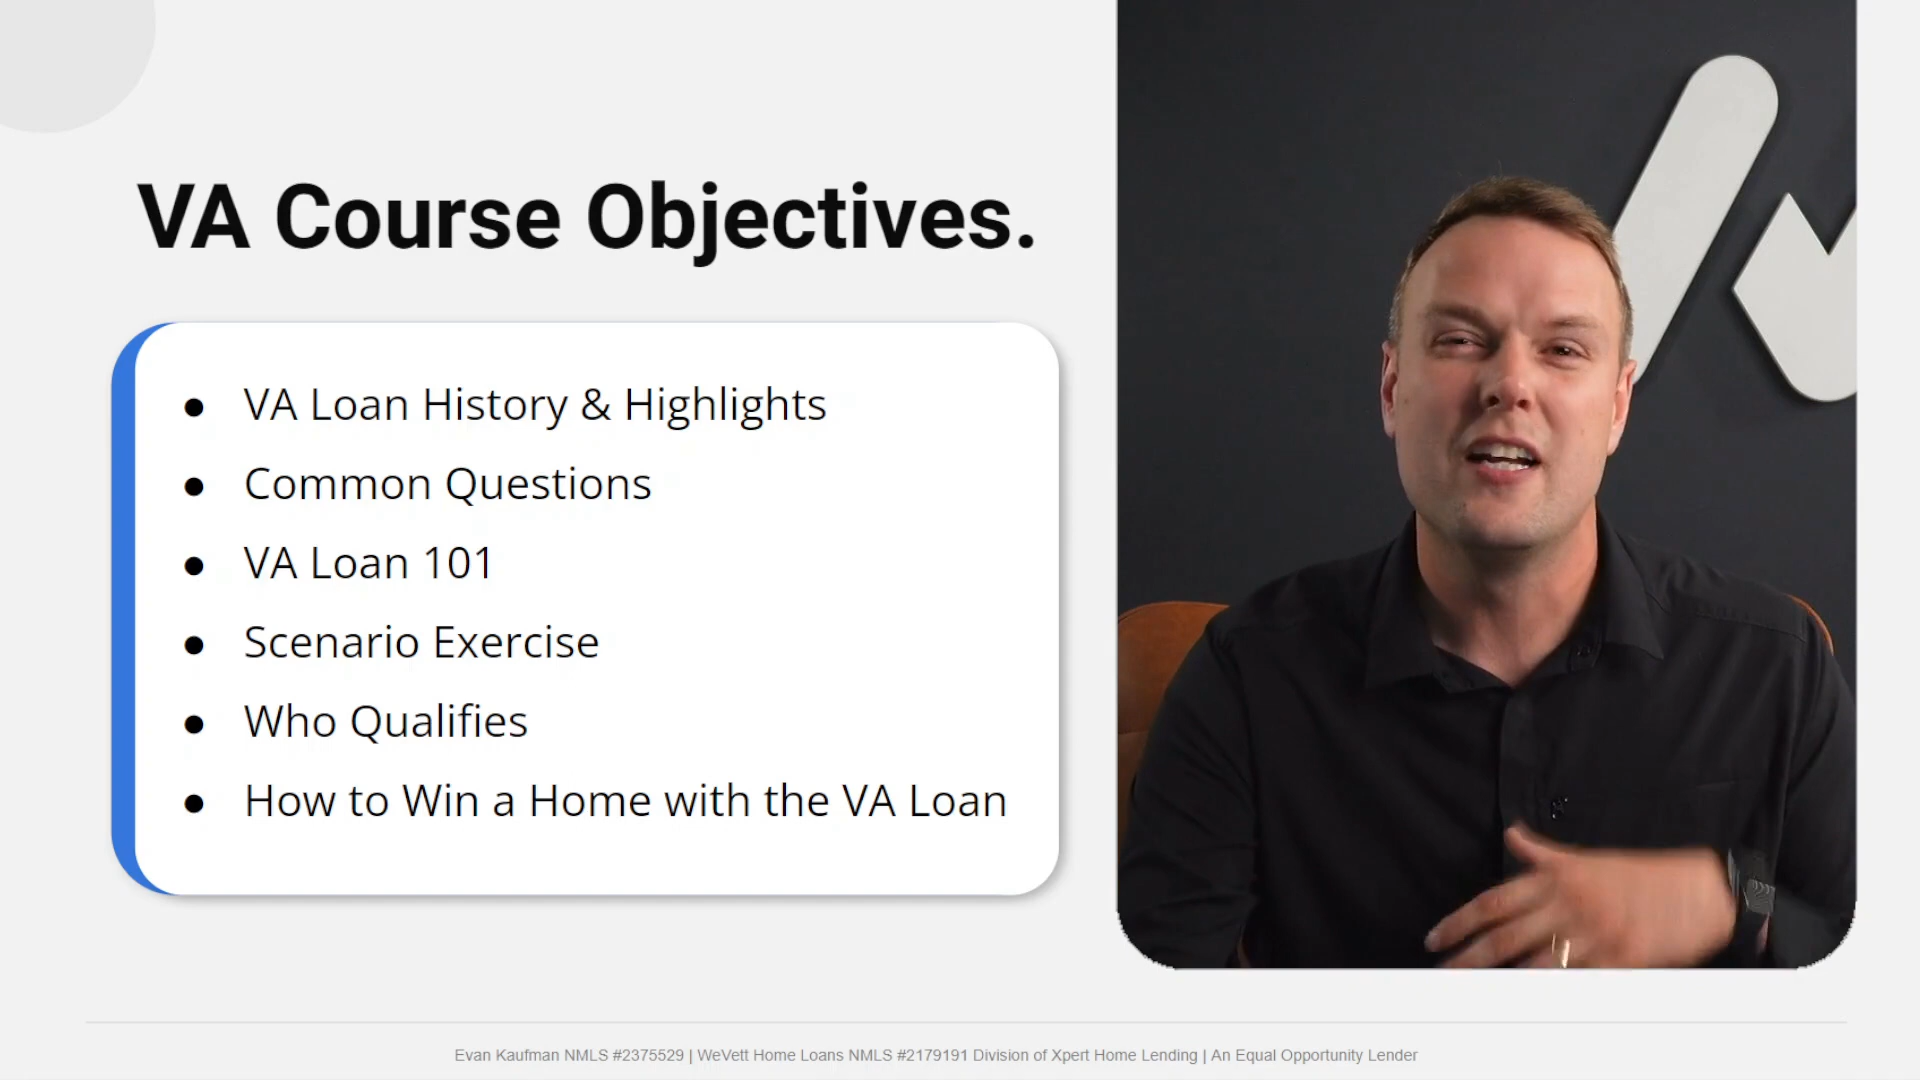 VA Course Objectives.
● VA Loan History & Highlights
● Common Questions
● VA Loan 101
● Scenario Exercise
● Who Qualifies
● How to Win a Home with the VA Loan
Evan Kaufman NMLS #2375529 | WeVett Home Loans NMLS #2179191 Division of Xpert Home Lending | An Equal Opportunity Lender